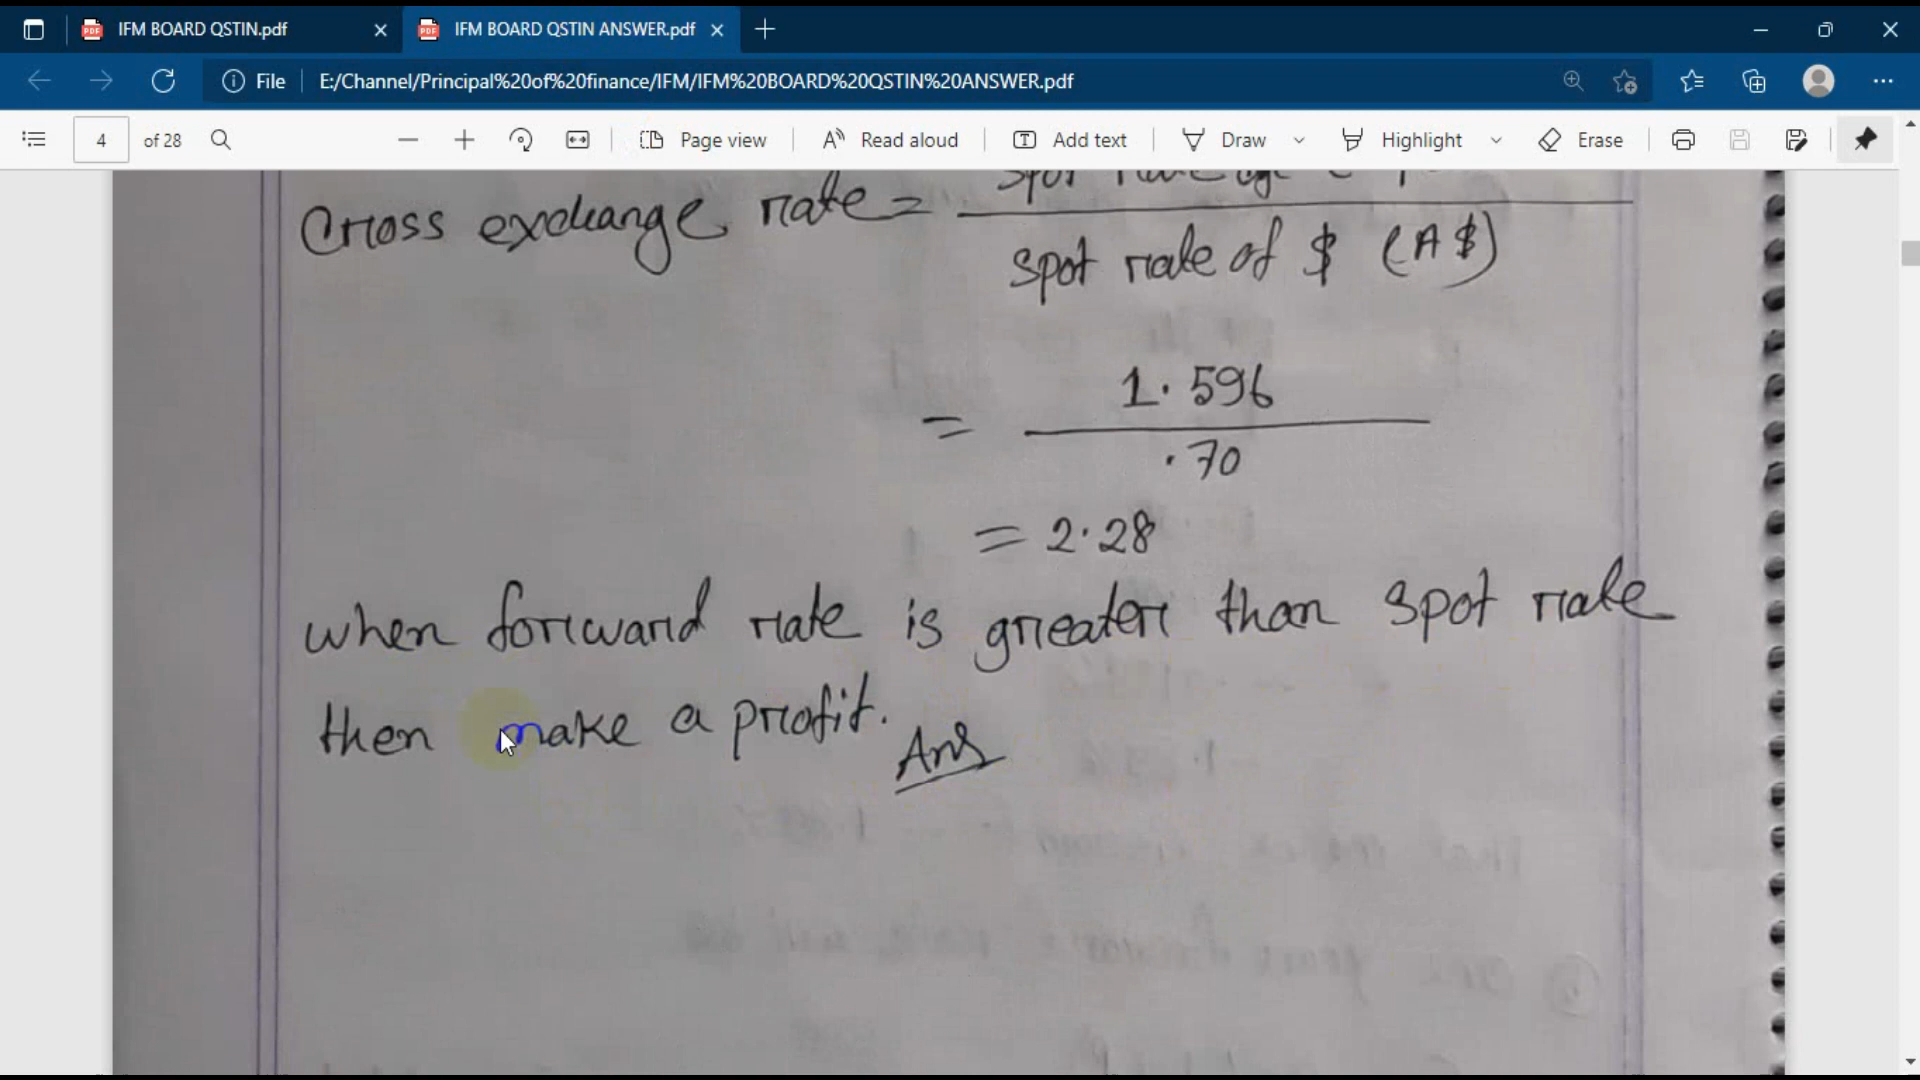 IFM BOARD QSTIN.pdf
IFM BOARD QSTIN ANSWER.pdf
File
E:/Channel/Principal%20of%20finance/IFM/IFM%20BOARD%20QSTIN%20ANSWER.pdf
4 of 28
Page view
Read aloud
Add text
Draw
Highlight
Erase
Cross exchange rate =
spot rate of $ (A$)
= 1.596
.70
= 2.28
when forward rate is greater than spot rate
then make a profit.
Ans